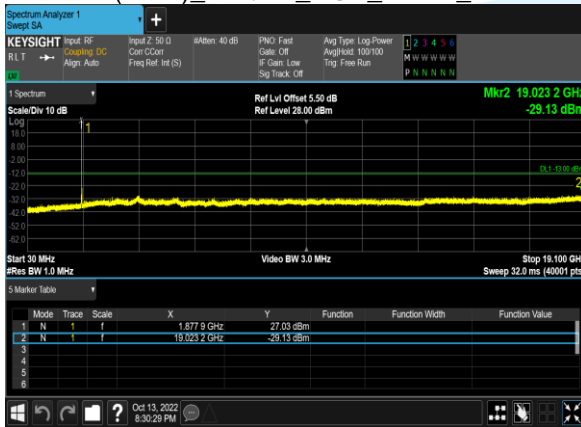 Spectrum Analyzer 1
Swept SA
+
KEYSIGHT Input: RF Input Z: 50 Ω #Atten: 40 dB PNO: Fast Avg Type: Log-Power 1 2 3 4 5 6
RLT Coupling: DC Corr CCorr Gate: Off Avg|Hold: 100/100 M W W W W W
Align: Auto Freq Ref: Int (S) IF Gain: Low Trig: Free Run P N N N N N
Sig Track: Off
1 Spectrum Ref Lvl Offset 5.50 dB Mkr2 19.023 2 GHz
Scale/Div 10 dB Ref Level 28.00 dBm -29.13 dBm
Log
1
18.0
8.00
-2.00
-12.0 DL1 -13.00 dBm
-22.0 2
-32.0
-42.0
-52.0
-62.0
Start 30 MHz Video BW 3.0 MHz Stop 19.100 GH
#Res BW 1.0 MHz Sweep 32.0 ms (40001 pts
5 Marker Table
Mode Trace Scale X Y Function Function Width Function Value
1 N 1 f 1.877 9 GHz 27.03 dBm
2 N 1 f 19.023 2 GHz -29.13 dBm
3
4
5
6
? Oct 13, 2022
8:30:29 PM